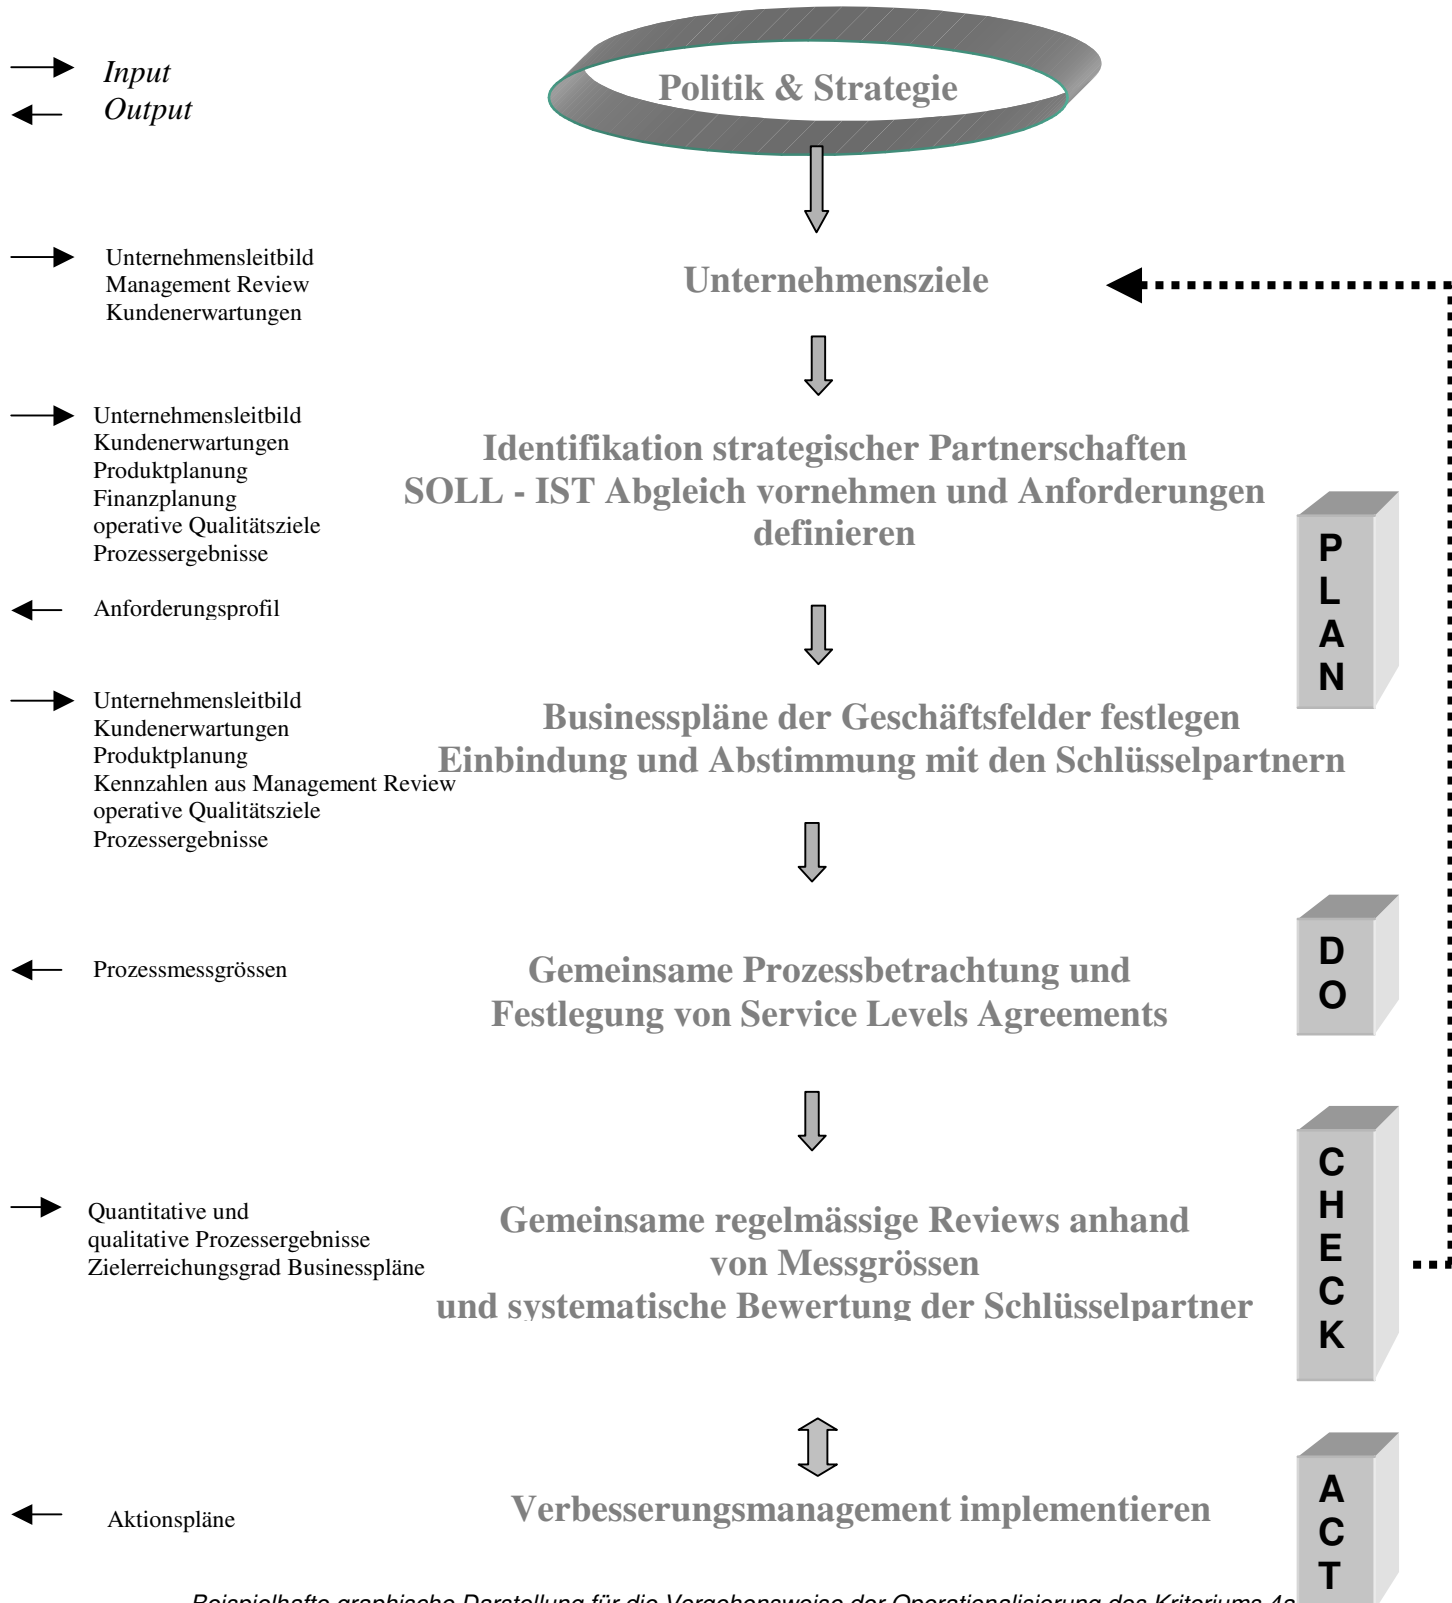 Input
Output
Politik & Strategie
Unternehmensleitbild
Management Review
Kundenerwartungen
Unternehmensziele
Unternehmensleitbild
Kundenerwartungen
Produktplanung
Finanzplanung
operative Qualitätsziele
Prozessergebnisse
Identifikation strategischer Partnerschaften
SOLL - IST Abgleich vornehmen und Anforderungen
definieren
P
L
A
N
Anforderungsprofil
Unternehmensleitbild
Kundenerwartungen
Produktplanung
Kennzahlen aus Management Review
operative Qualitätsziele
Prozessergebnisse
Businesspläne der Geschäftsfelder festlegen
Einbindung und Abstimmung mit den Schlüsselpartnern
Prozessmessgrössen
Gemeinsame Prozessbetrachtung und
Festlegung von Service Levels Agreements
D
O
Quantitative und
qualitative Prozessergebnisse
Zielerreichungsgrad Businesspläne
Gemeinsame regelmässige Reviews anhand
von Messgrössen
und systematische Bewertung der Schlüsselpartner
C
H
E
C
K
Aktionspläne
Verbesserungsmanagement implementieren
A
C
T
Beispielhafte graphische Darstellung für die Vorgehensweise der Operationalisierung des Kriteriums 4a